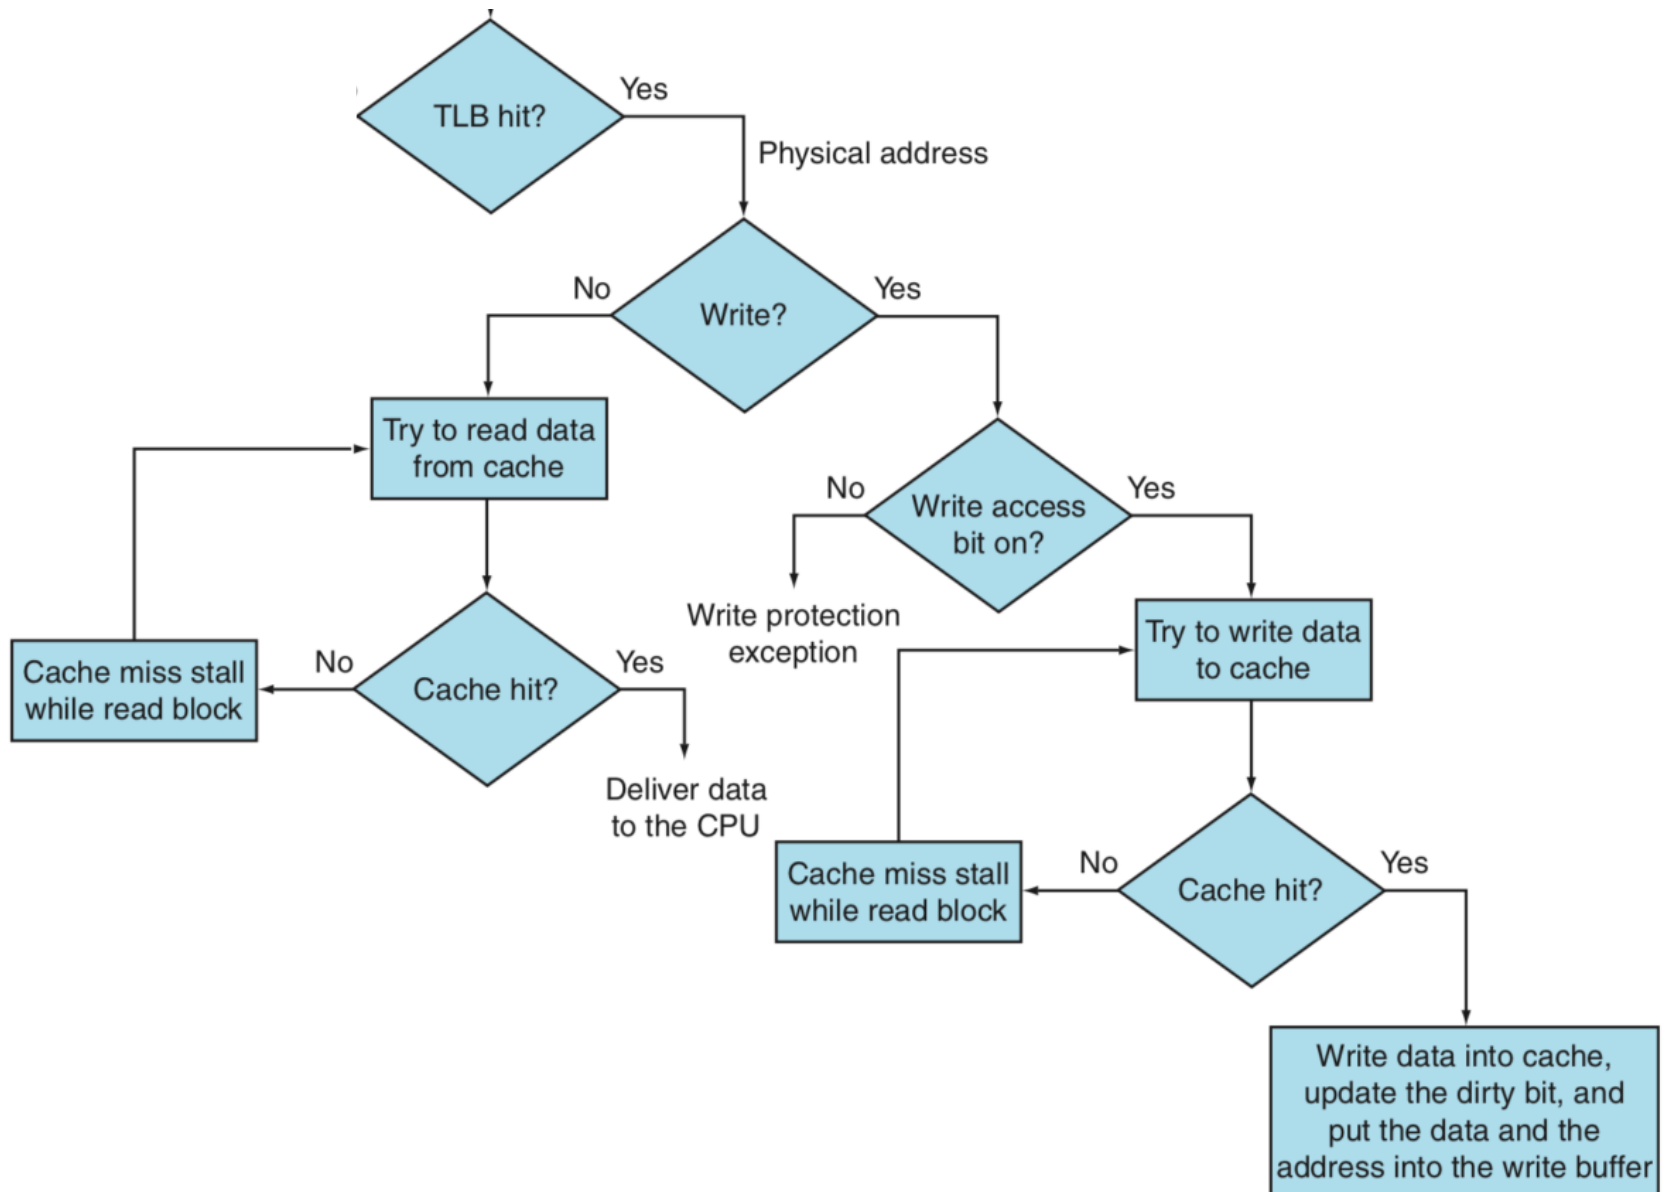 TLB hit?
Yes
Physical address
Write?
No
Yes
Try to read data
from cache
Write access
bit on?
No
Yes
Write protection
exception
Try to write data
to cache
Cache miss stall
while read block
No
Cache hit?
Yes
Deliver data
to the CPU
Cache miss stall
while read block
No
Cache hit?
Yes
Write data into cache,
update the dirty bit, and
put the data and the
address into the write buffer